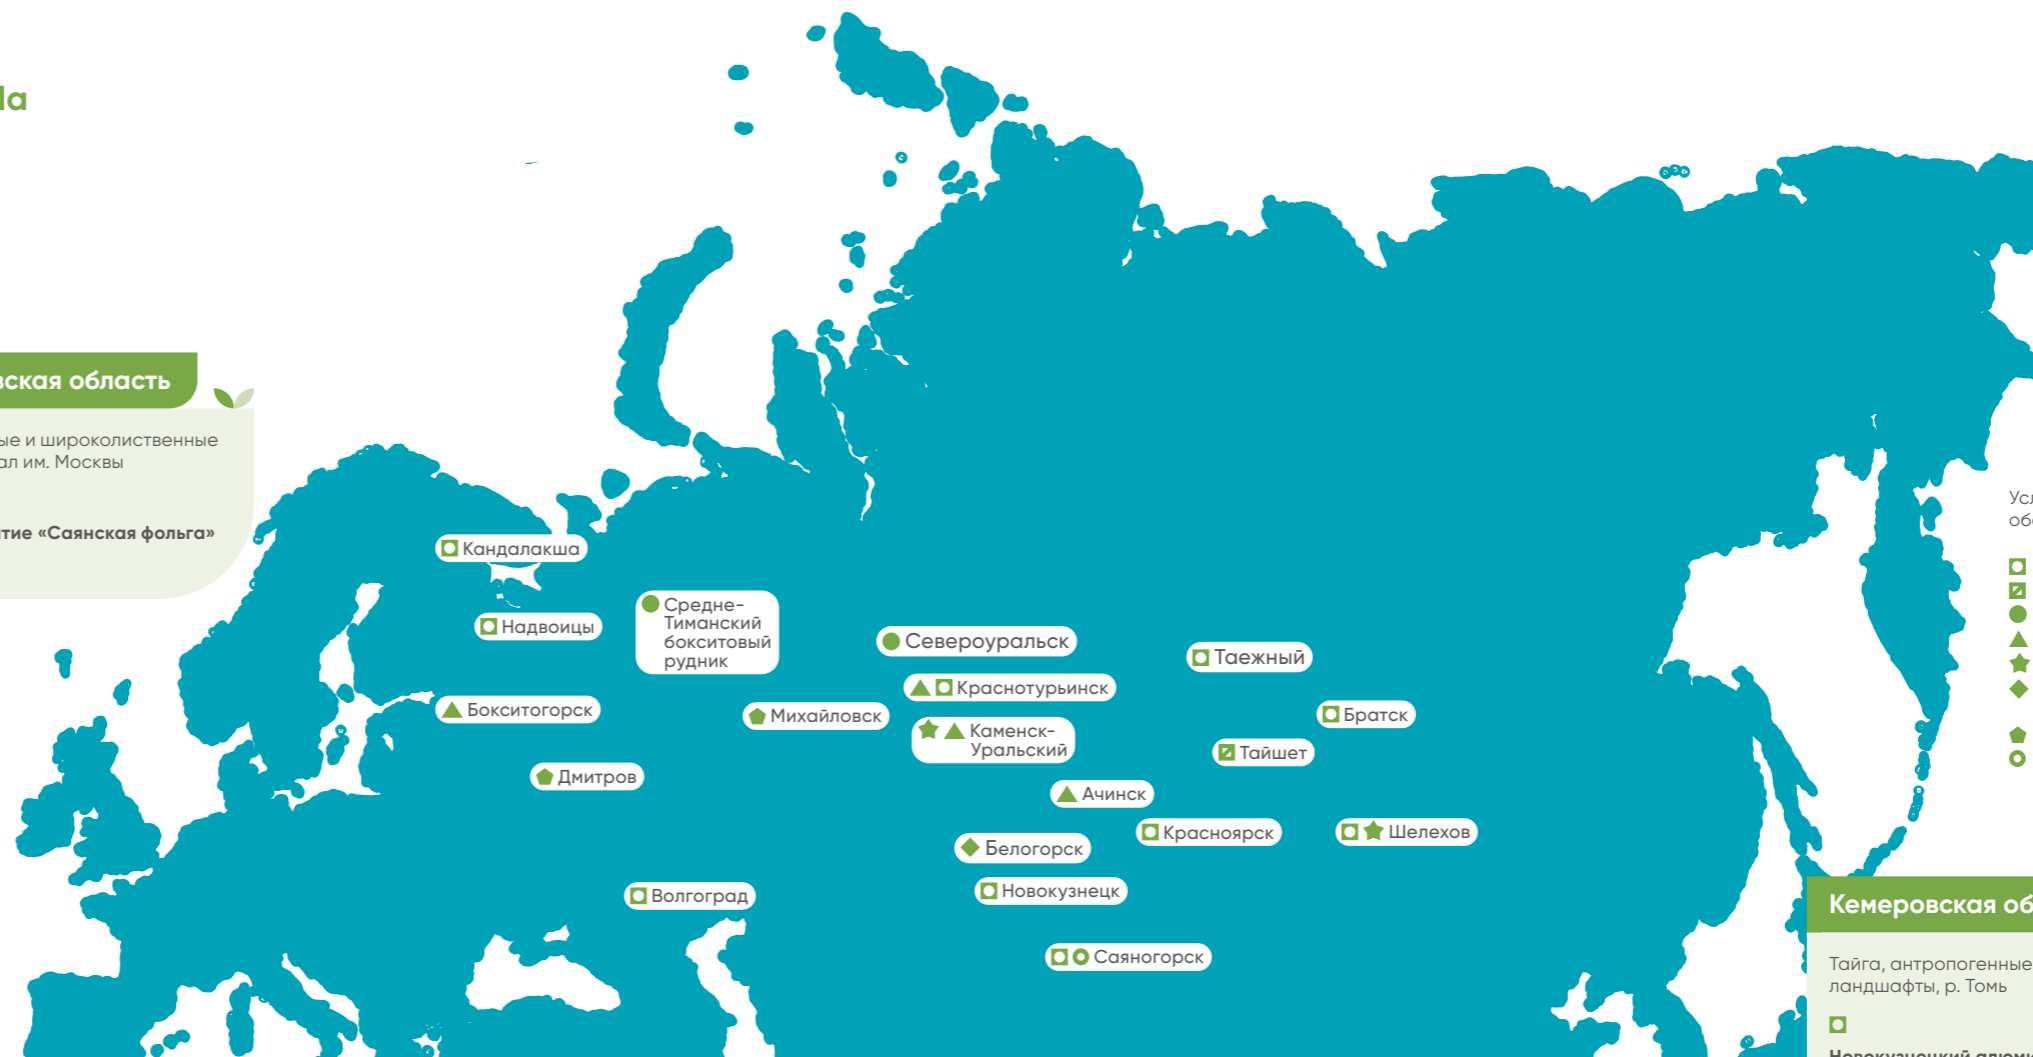 вская область
ые и широколиственные
ал им. Москвы
тие «Саянская фольга»
Кандалакша
Надвоицы
Средне-
Тиманский
бокситовый
рудник
Североуральск
Таежный
Краснотурьинск
Бокситогорск
Михайловск
Братск
Каменск-
Уральский
Тайшет
Дмитров
Ачинск
Красноярск
Шелехов
Белогорск
Новокузнецк
Волгоград
Саяногорск
Усл
Кемеровская об
Тайга, антропогенные
ландшафты, р. Томь